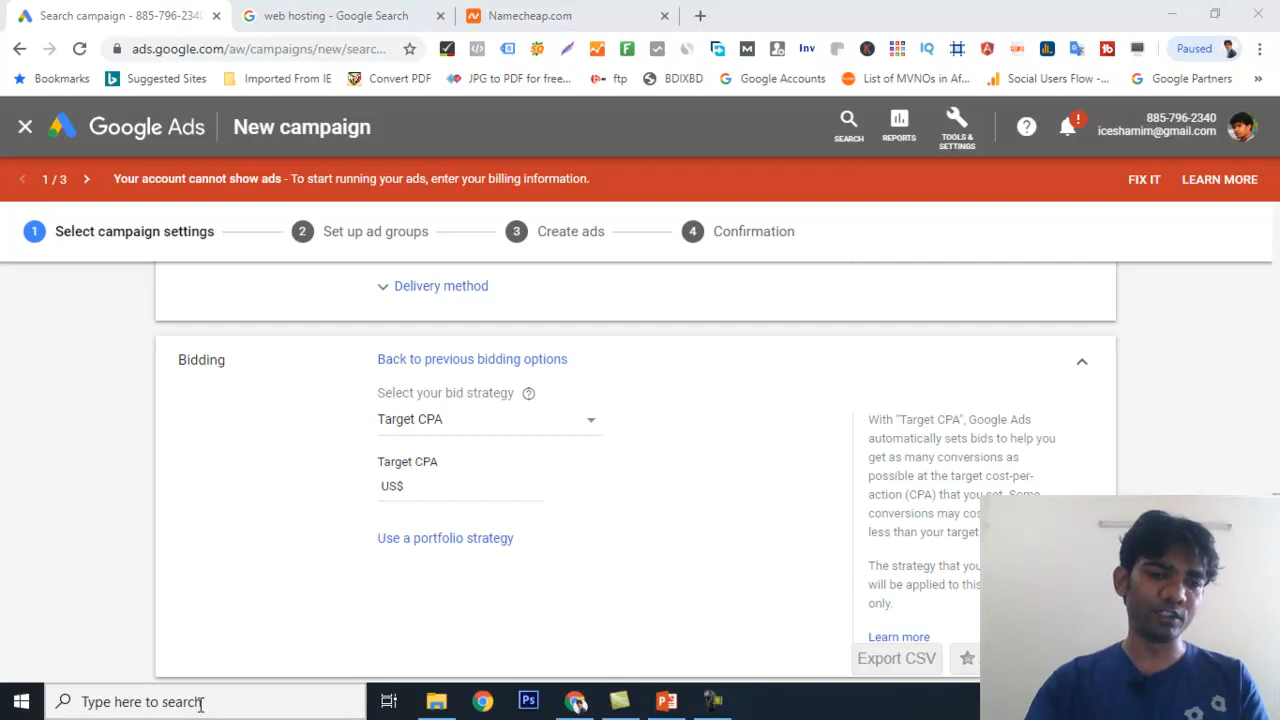 Search campaign - 885-796-2340
web hosting - Google Search
Namecheap.com
ads.google.com/aw/campaigns/new/searc...
Inv
IQ
Paused
Bookmarks
Suggested Sites
Imported From IE
Convert PDF
JPG to PDF for free...
ftp
BDIXBD
Google Accounts
List of MVNOs in Af...
Social Users Flow -...
Google Partners
Google Ads
New campaign
SEARCH
REPORTS
TOOLS &
SETTINGS
885-796-2340
iceshamim@gmail.com
1 / 3
Your account cannot show ads - To start running your ads, enter your billing information.
FIX IT
LEARN MORE
1 Select campaign settings
2 Set up ad groups
3 Create ads
4 Confirmation
Delivery method
Bidding
Back to previous bidding options
Select your bid strategy
Target CPA
Target CPA
US$
Use a portfolio strategy
With "Target CPA", Google Ads
automatically sets bids to help you
get as many conversions as
possible at the target cost-per-
action (CPA) that you set. Some
conversions may
less than your target
The strategy that
will be applied to this
only.
Learn more
Export CSV
Type here to search